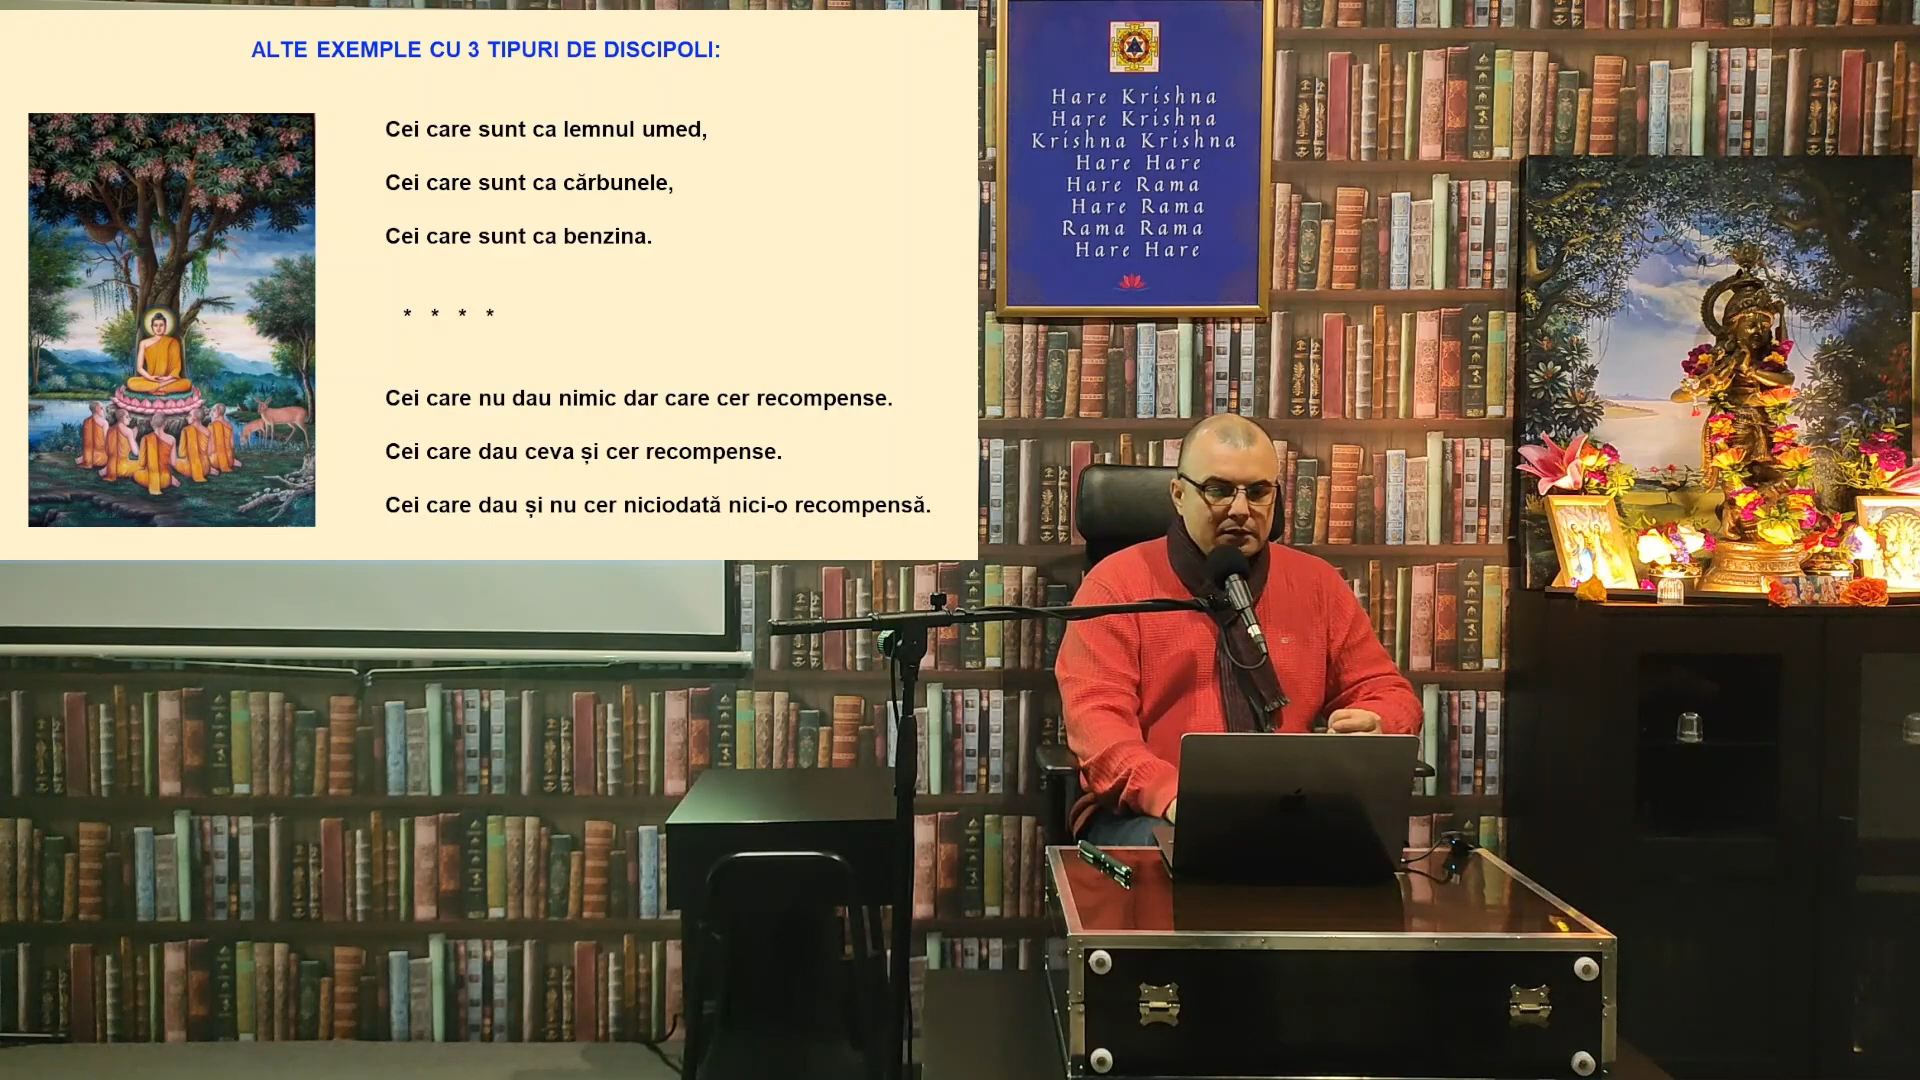 ALTE EXEMPLE CU 3 TIPURI DE DISCIPOLI:
Cei care sunt ca lemnul umed,
Cei care sunt ca cărbunele,
Cei care sunt ca benzina.
* * * *
Cei care nu dau nimic dar care cer recompense.
Cei care dau ceva și cer recompense.
Cei care dau și nu cer niciodată nici-o recompensă.
Hare Krishna
Hare Krishna
Krishna Krishna
Hare Hare
Hare Rama
Hare Rama
Rama Rama
Hare Hare